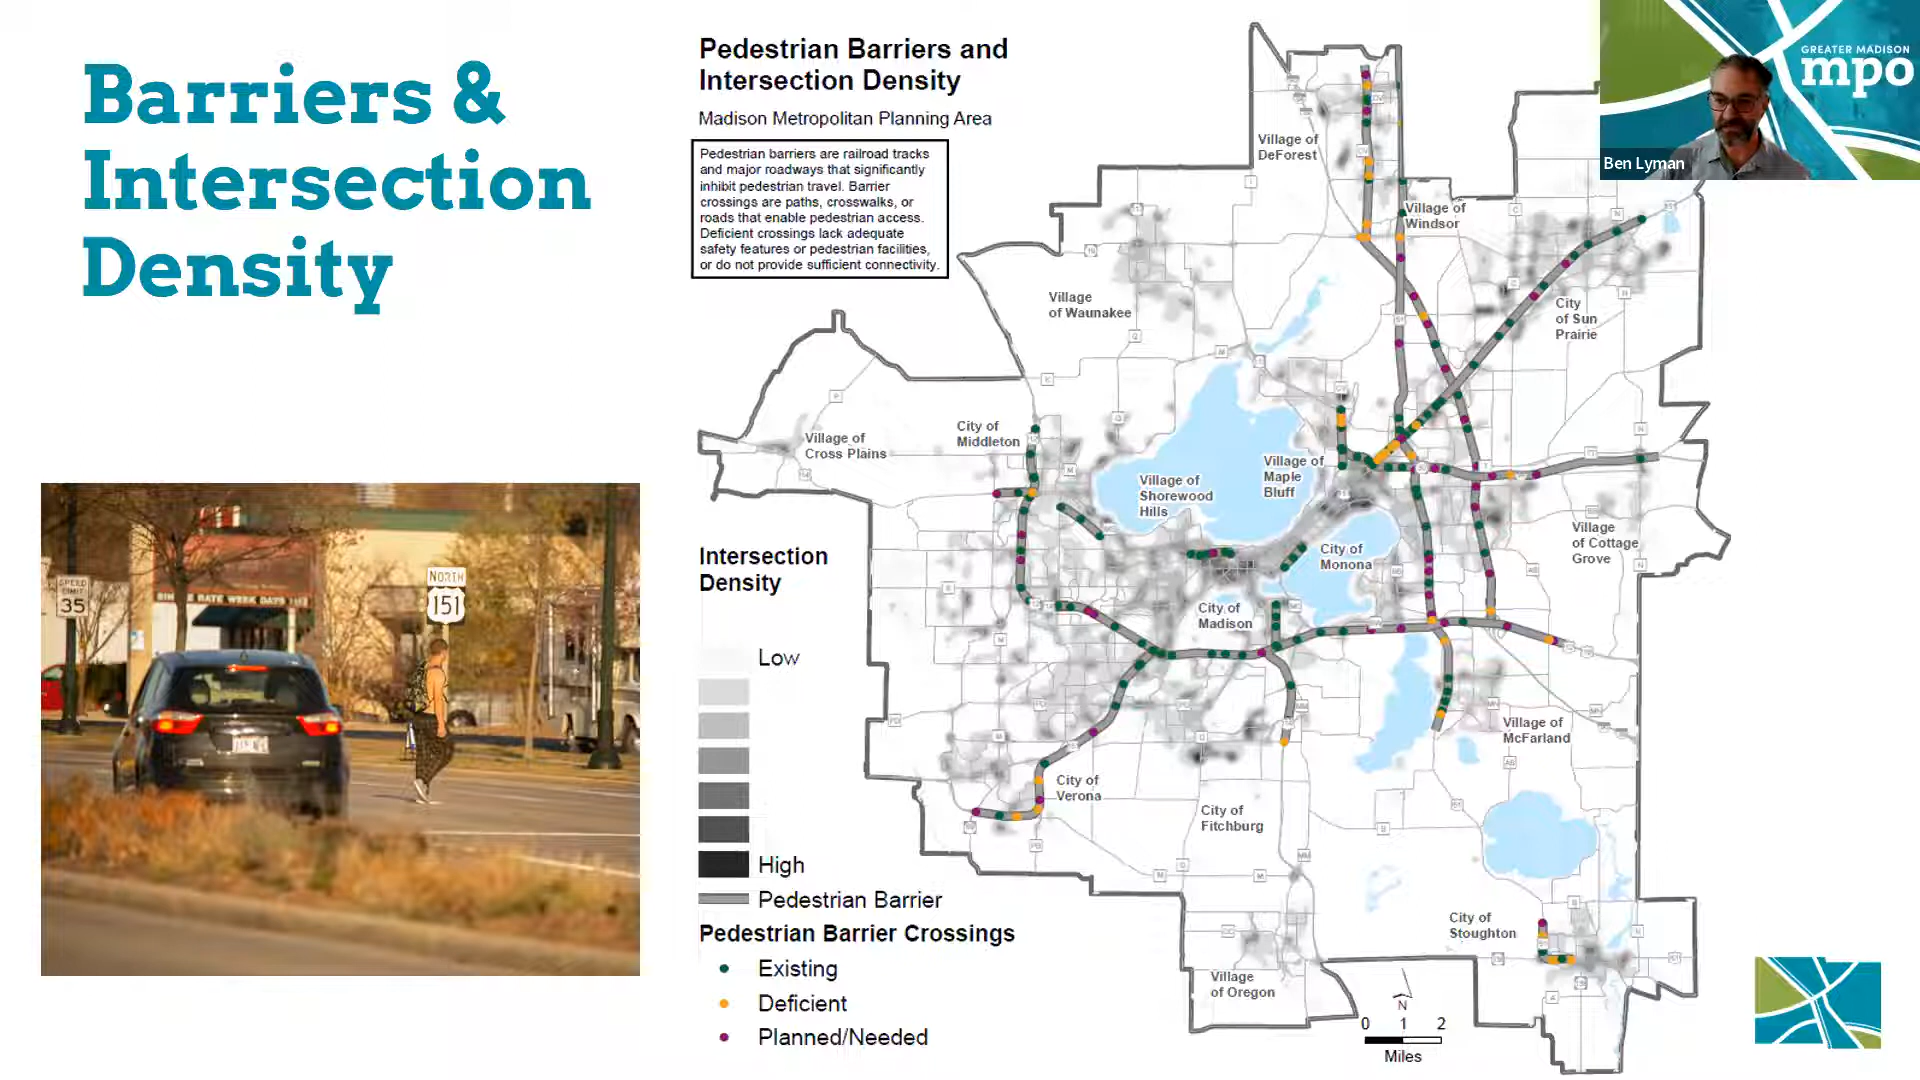 Barriers &
Intersection
Density
Pedestrian Barriers and
Intersection Density
Madison Metropolitan Planning Area
Pedestrian barriers are railroad tracks
and major roadways that significantly
inhibit pedestrian travel. Barrier
crossings are paths, crosswalks, or
roads that enable pedestrian access.
Deficient crossings lack adequate
safety features or pedestrian facilities,
or do not provide sufficient connectivity.
GREATER MADISON
mpo
Ben Lyman
Village of
DeForest
Village of
Windsor
Village
of Waunakee
City
of Sun
Prairie
Village of
Cross Plains
City of
Middleton
Village of
Shorewood
Hills
Village of
Maple
Bluff
Village
of Cottage
Grove
City of
Monona
City of
Madison
Village of
McFarland
City of
Verona
City of
Fitchburg
City of
Stoughton
Village
of Oregon
Intersection
Density
Low
High
Pedestrian Barrier
Pedestrian Barrier Crossings
Existing
Deficient
Planned/Needed
N
0 1 2
Miles
SPEED
LIMIT
35
NORTH
151